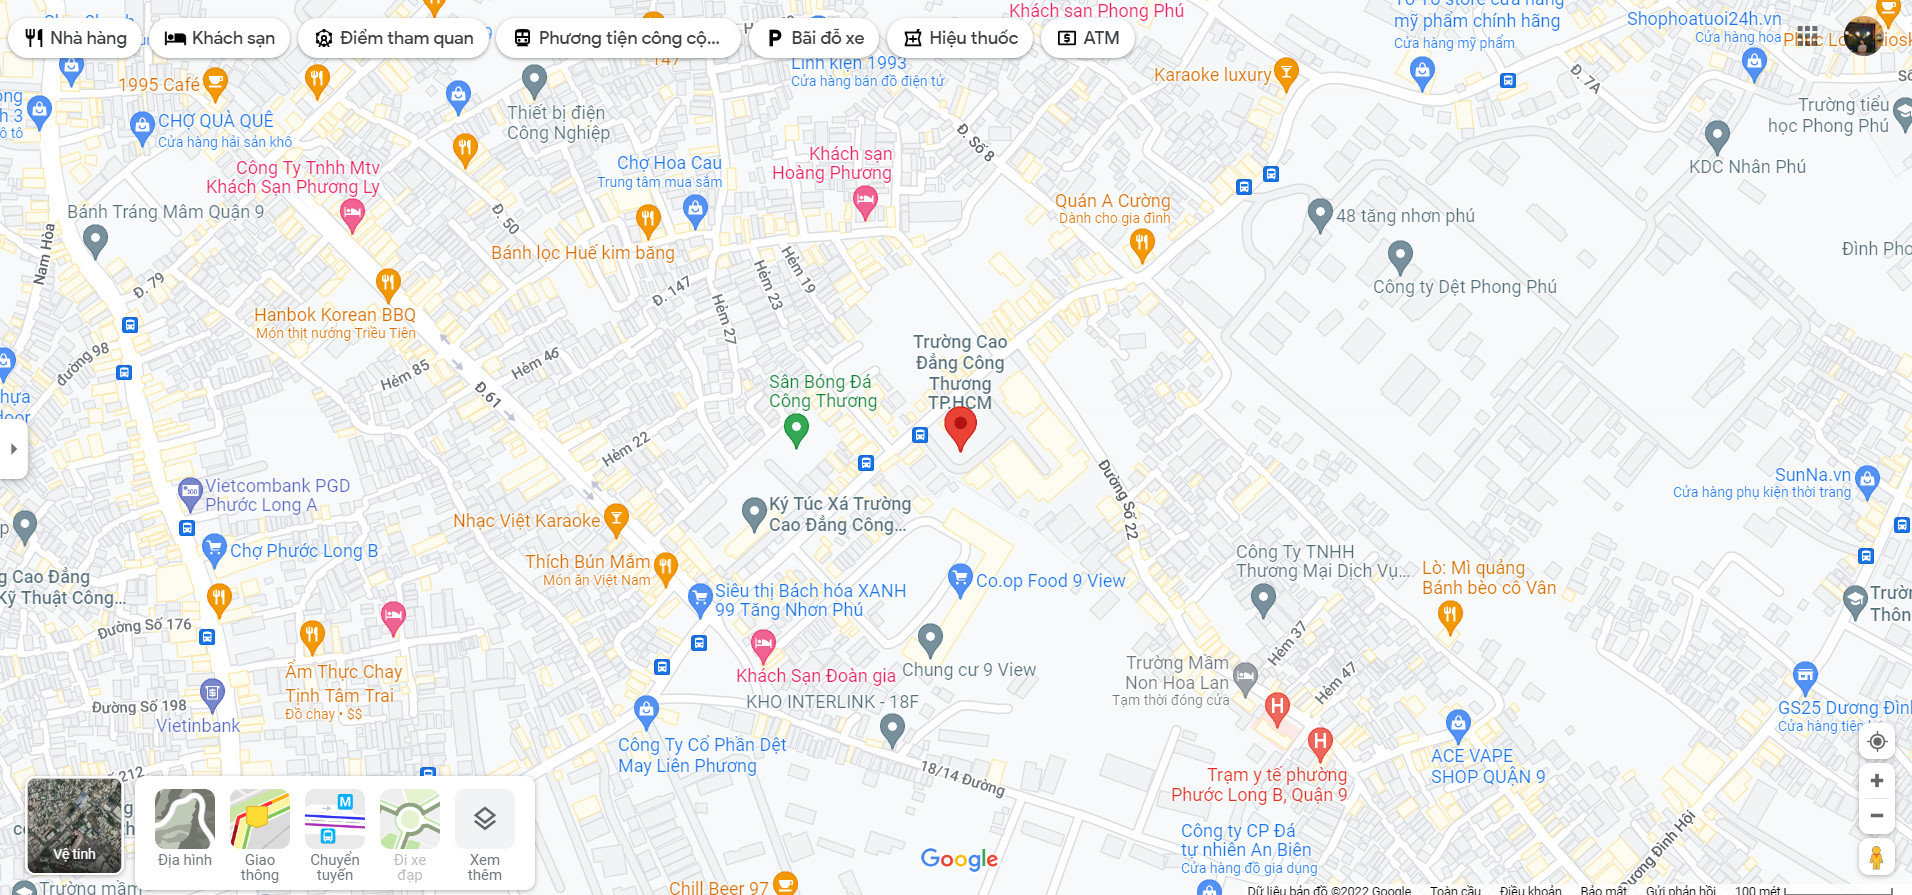 Khách sạn Phong Phú
mỹ phẩm chính hãng
Cửa hàng mỹ phẩm
Shophoatuoi24h.vn
Cửa hàng hoa
Nhà hàng
Khách sạn
Điểm tham quan
Phương tiện công cộ...
Bãi đỗ xe
Hiệu thuốc
ATM
147
Linh kiện 1993
Cửa hàng bán đồ điện tử
Karaoke luxury
Đ. 7A
1995 Café
Thiết bị điện
Công Nghiệp
Trường tiểu
học Phong Phú
CHỢ QUÀ QUÊ
Cửa hàng hải sản khô
Đ. Số 8
Công Ty Tnhh Mtv
Khách Sạn Phương Ly
Chợ Hoa Cau
Trung tâm mua sắm
Khách sạn
Hoàng Phương
KDC Nhân Phú
Bánh Tráng Mâm Quận 9
Đ. 50
Quán A Cường
Dành cho gia đình
48 tăng nhơn phú
Nam Hòa
Bánh lọc Huế kim băng
Đình Pho
Đ. 79
Đ. 147
Hẻm 23
Hẻm 19
Hẻm 27
Công ty Dệt Phong Phú
Hanbok Korean BBQ
Món thịt nướng Triều Tiên
đường 98
Hẻm 85
Hẻm 46
Đ.61
Trường Cao
Đẳng Công
Thương
TP.HCM
Sân Bóng Đá
Công Thương
Hẻm 22
Đường Số 22
Vietcombank PGD
Phước Long A
SunNa.vn
Cửa hàng phụ kiện thời trang
Nhạc Việt Karaoke
Ký Túc Xá Trường
Cao Đẳng Công...
Chợ Phước Long B
Thích Bún Mắm
Món ăn Việt Nam
Công Ty TNHH
Thương Mại Dịch Vụ...
Lò: Mì quảng
Bánh bèo cô Vân
g Cao Đẳng
Kỹ Thuật Công...
Siêu thị Bách hóa XANH
99 Tăng Nhơn Phú
Co.op Food 9 View
Trườn
Thôn
Đường Số 176
Ẩm Thực Chay
Tịnh Tâm Trai
Đồ chay • $$
Khách Sạn Đoàn gia
Chung cư 9 View
Trường Mầm
Non Hoa Lan
Tạm thời đóng cửa
Hẻm 37
Hẻm 47
Đường Số 198
Vietinbank
KHO INTERLINK - 18F
GS25 Dương Đìn
Cửa hàng tiện
Công Ty Cổ Phần Dệt
May Liên Phương
18/14 Đường
ACE VAPE
SHOP QUẬN 9
Trạm y tế phường
Phước Long B, Quận 9
Công ty CP Đá
tự nhiên An Biên
Cửa hàng đồ gia dụng
Vệ tinh
Địa hình
Giao
thông
Chuyển
tuyến
Đi xe
đạp
Xem
thêm
Google
Chill Beer 97
Trường mầm
Dương Đình Hội
Dữ liệu bản đồ ©2022 Google
Toàn cầu
Điều khoản
Bảo mật
Gửi phản hồi
100 mét